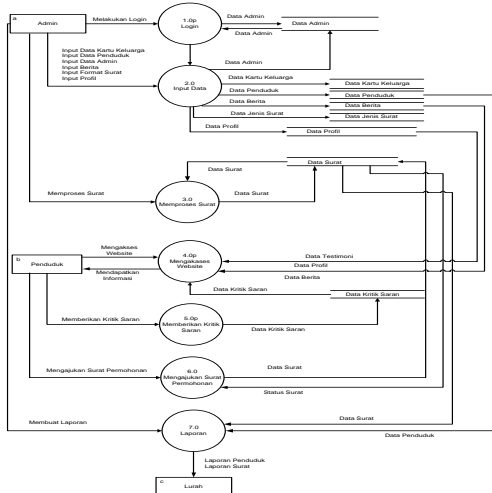 a
Admin
Melakukan Login
1.0p
Login
Data Admin
Data Admin
Data Admin
Input Data Kartu Keluarga
Input Data Penduduk
Input Data Admin
Input Berita
Input Format Surat
Input Profil
2.0
Input Data
Data Admin
Data Kartu Keluarga
Data Kartu Keluarga
Data Penduduk
Data Penduduk
Data Berita
Data Berita
Data Jenis Surat
Data Jenis Surat
Data Profil
Data Profil
Data Surat
Data Surat
Memproses Surat
3.0
Memproses Surat
Data Surat
b
Penduduk
Mengakses
Website
Mendapatkan
Informasi
4.0p
Mengakases
Website
Data Testimoni
Data Profil
Data Berita
Data Kritik Saran
Data Kritik Saran
Memberikan Kritik Saran
5.0p
Memberikan Kritik
Saran
Data Kritik Saran
Mengajukan Surat Permohonan
6.0
Mengajukan Surat
Permohonan
Data Surat
Status Surat
Membuat Laporan
7.0
Laporan
Data Surat
Data Penduduk
Laporan Penduduk
Laporan Surat
c
Lurah